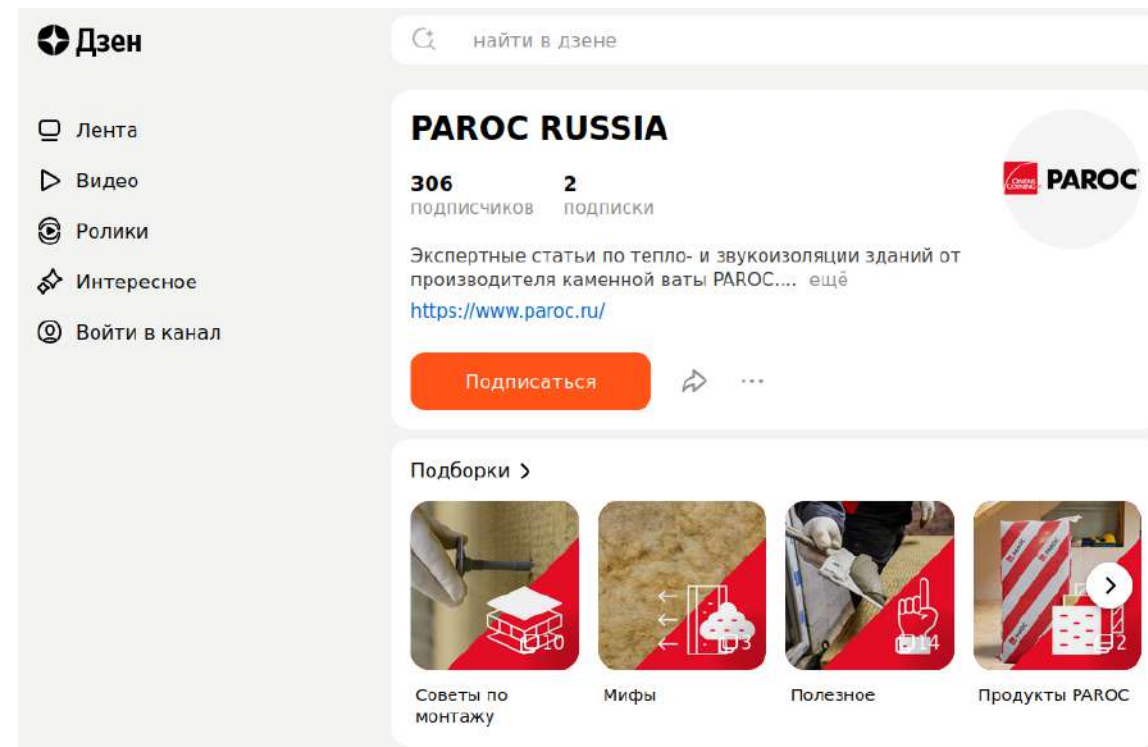 Дзен
найти в дзене
Лента
Видео
Ролики
Интересное
Войти в канал
PAROC RUSSIA
306 2
подписчиков подписки
OWENS CORNING PAROC
Экспертные статьи по тепло- и звукоизоляции зданий от
производителя каменной ваты PAROC.... ещё
https://www.paroc.ru/
Подписаться
Подборки
10 3 14 2
Советы по Мифы Полезное Продукты PAROC
монтажу